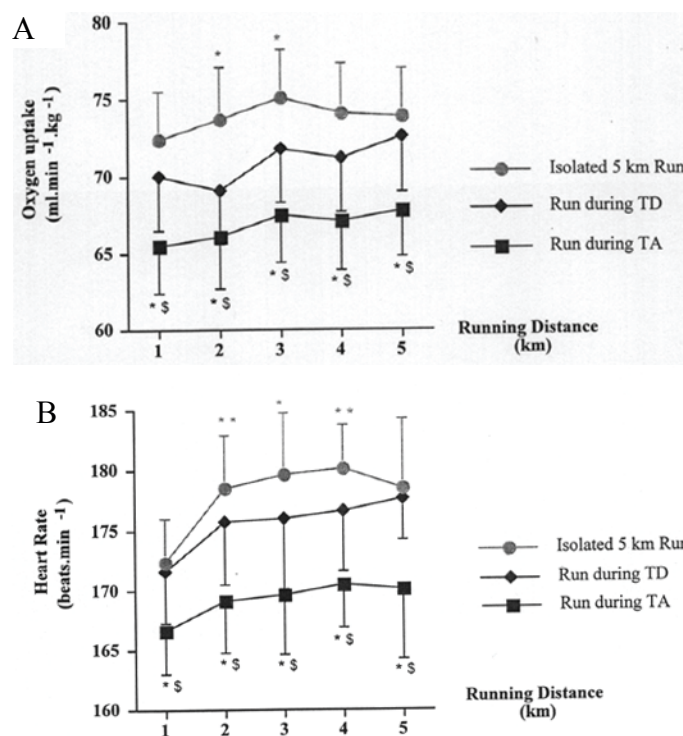 A
Oxygen uptake
(ml.min -1.kg -1)
80
75
70
65
60
* *
* $ * $ * $ * $ * $
1 2 3 4 5
Isolated 5 km Run
Run during TD
Run during TA
Running Distance
(km)
B
Heart Rate
(beats.min -1)
185
180
175
170
165
160
* * * * *
* $ * $ * $ * $ * $
1 2 3 4 5
Isolated 5 km Run
Run during TD
Run during TA
Running Distance
(km)